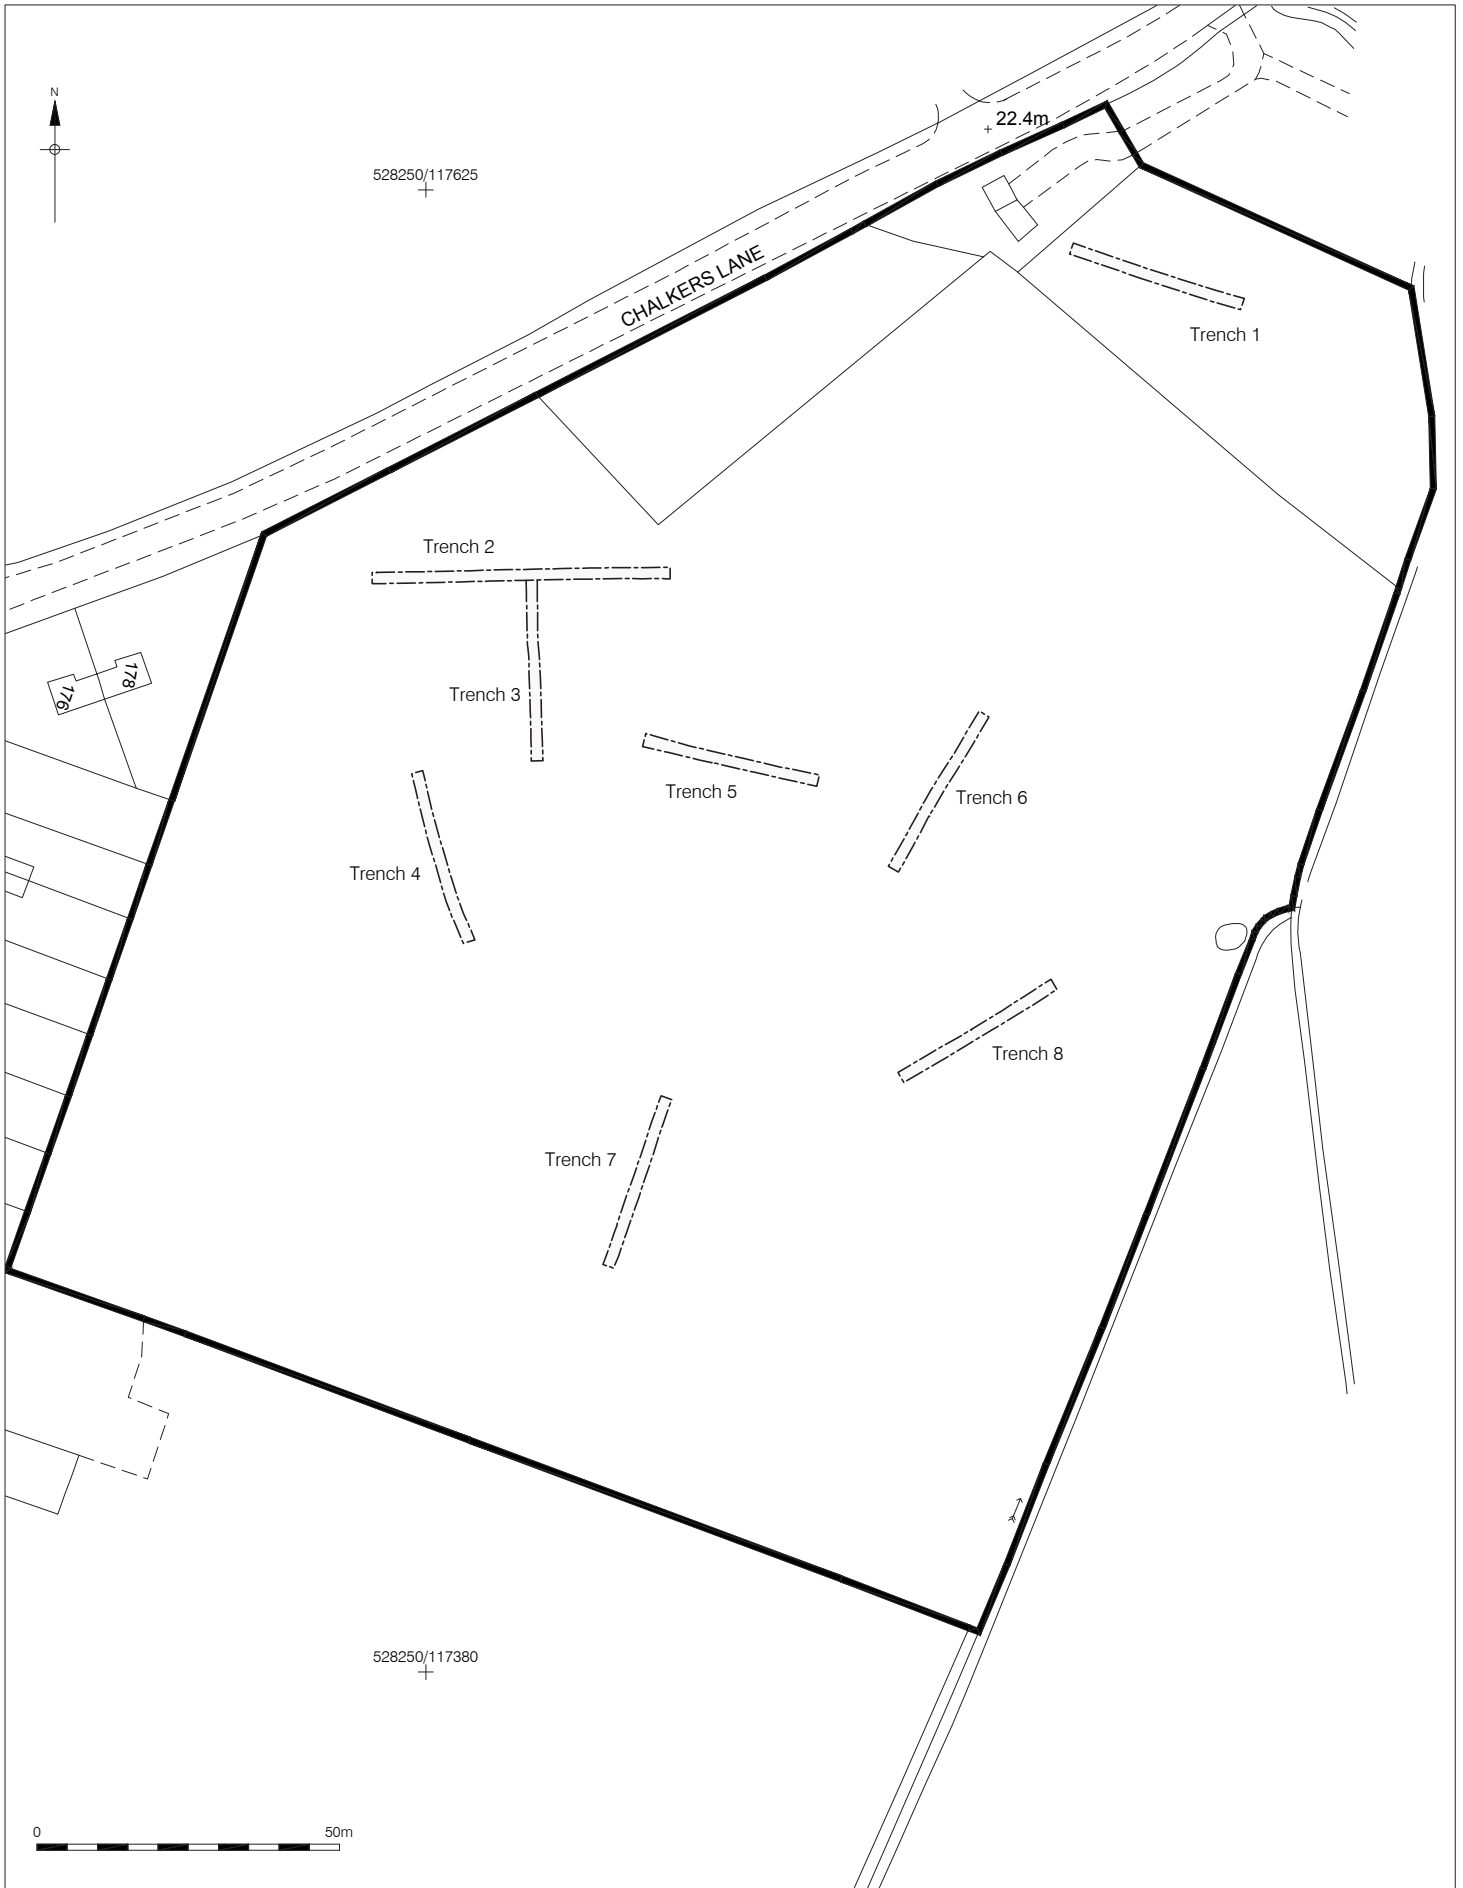 N
22.4m
528250/117625
CHALKERS LANE
Trench 1
Trench 2
178
176
Trench 3
Trench 5
Trench 6
Trench 4
Trench 8
Trench 7
528250/117380
0 50m